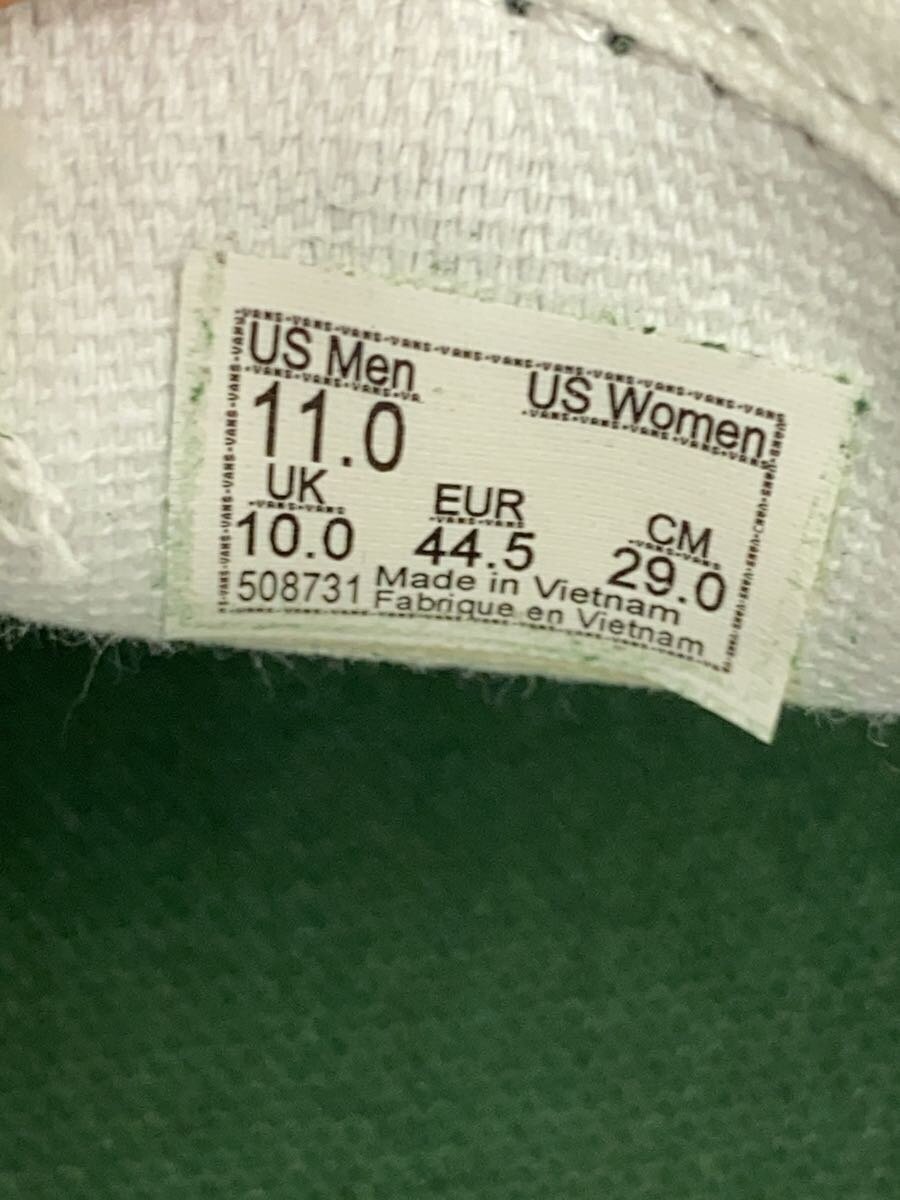 US Men US Women
11.0
UK EUR CM
10.0 44.5 29.0
508731 Made in Vietnam
Fabrique en Vietnam